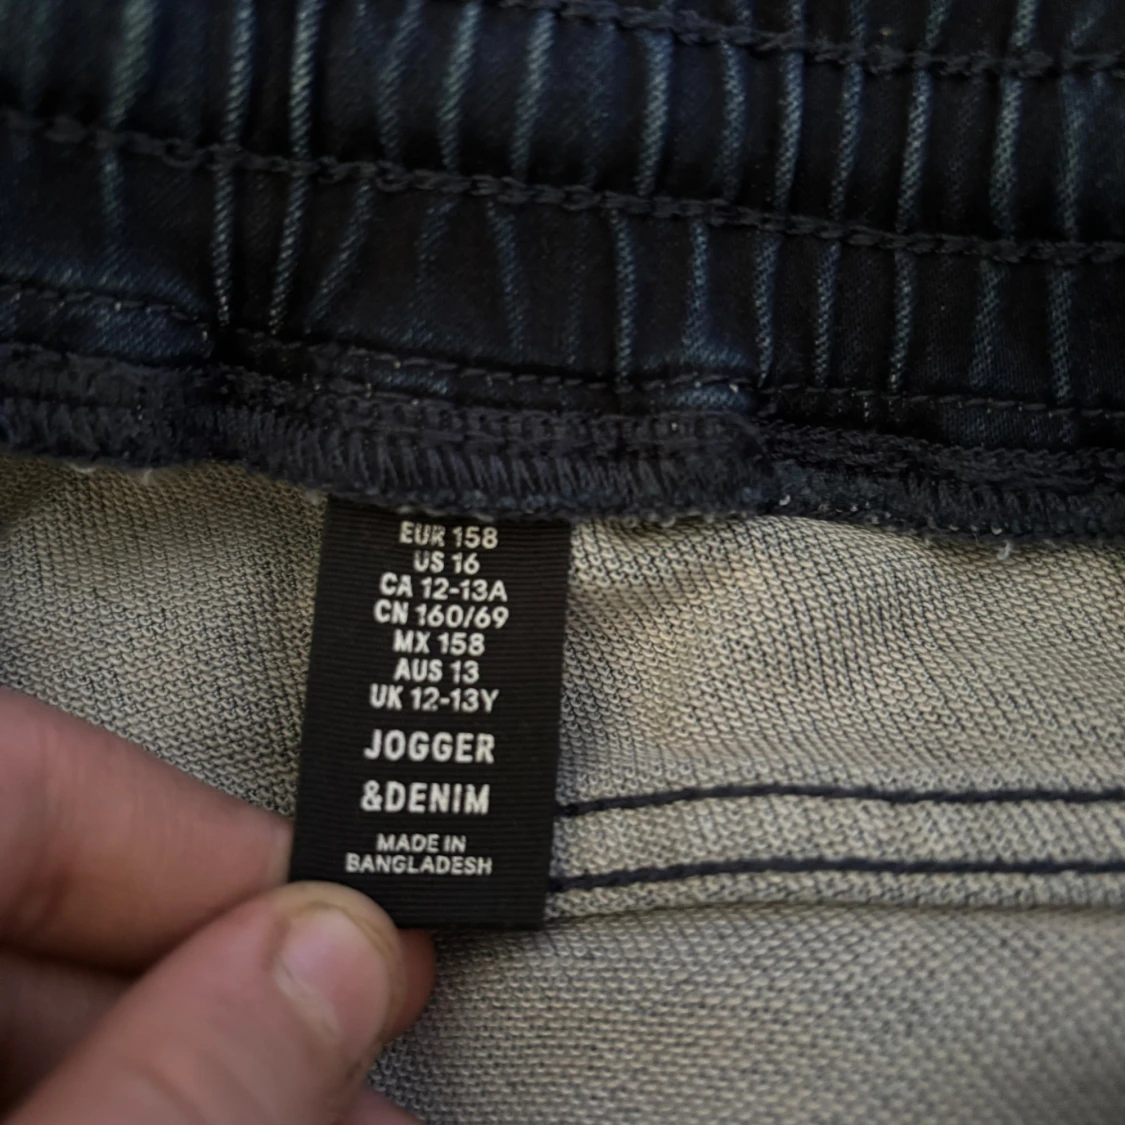 EUR 158
US 16
CA 12-13A
CN 160/69
MX 158
AUS 13
UK 12-13Y
JOGGER
&DENIM
MADE IN
BANGLADESH